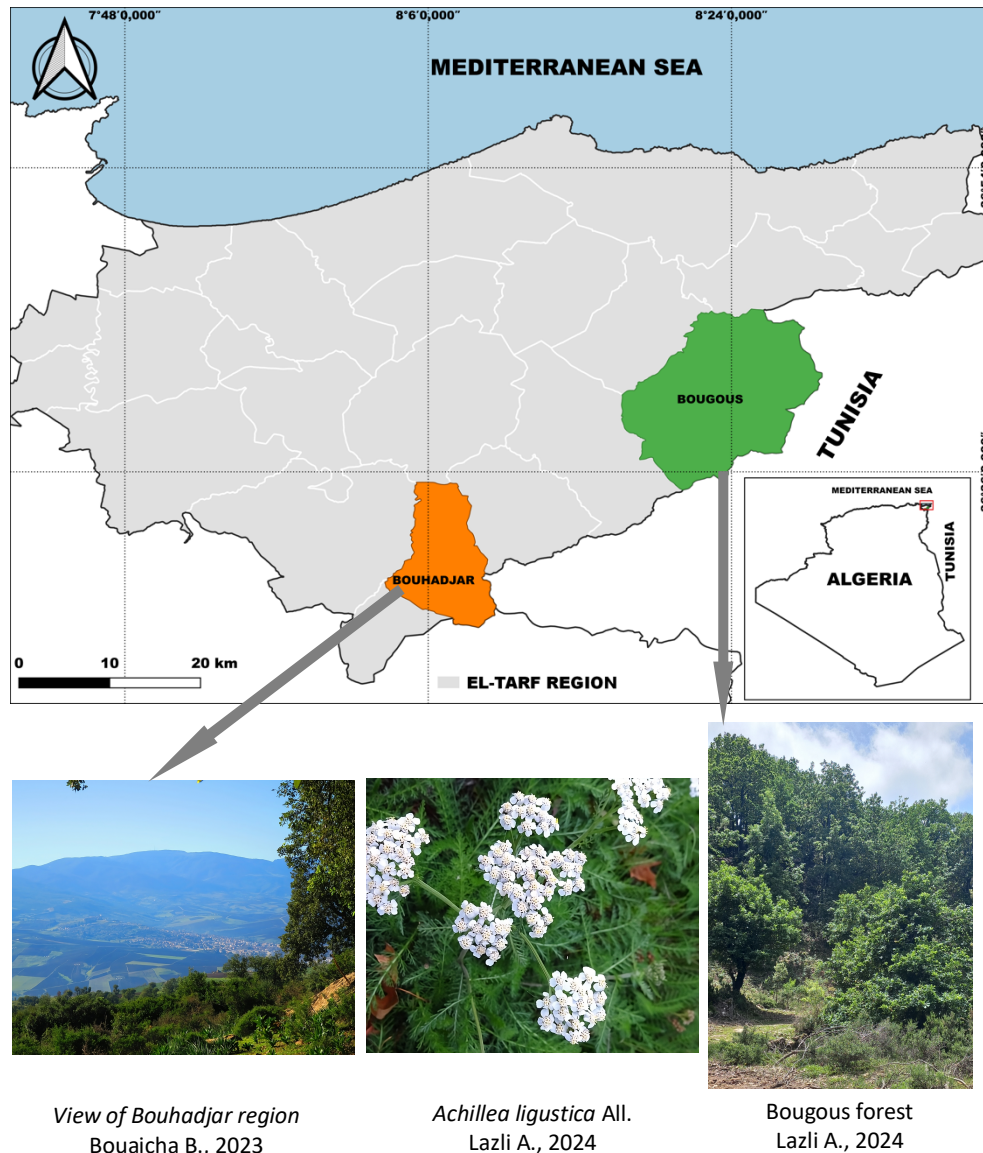 7°48′0,000″
8°6′0,000″
8°24′0,000″
MEDITERRANEAN SEA
BOUGOUS
TUNISIA
BOUHADJAR
MEDITERRANEAN SEA
ALGERIA
TUNISIA
0 10 20 km
EL-TARF REGION
View of Bouhadjar region
Bouaicha B., 2023
Achillea ligustica All.
Lazli A., 2024
Bougous forest
Lazli A., 2024